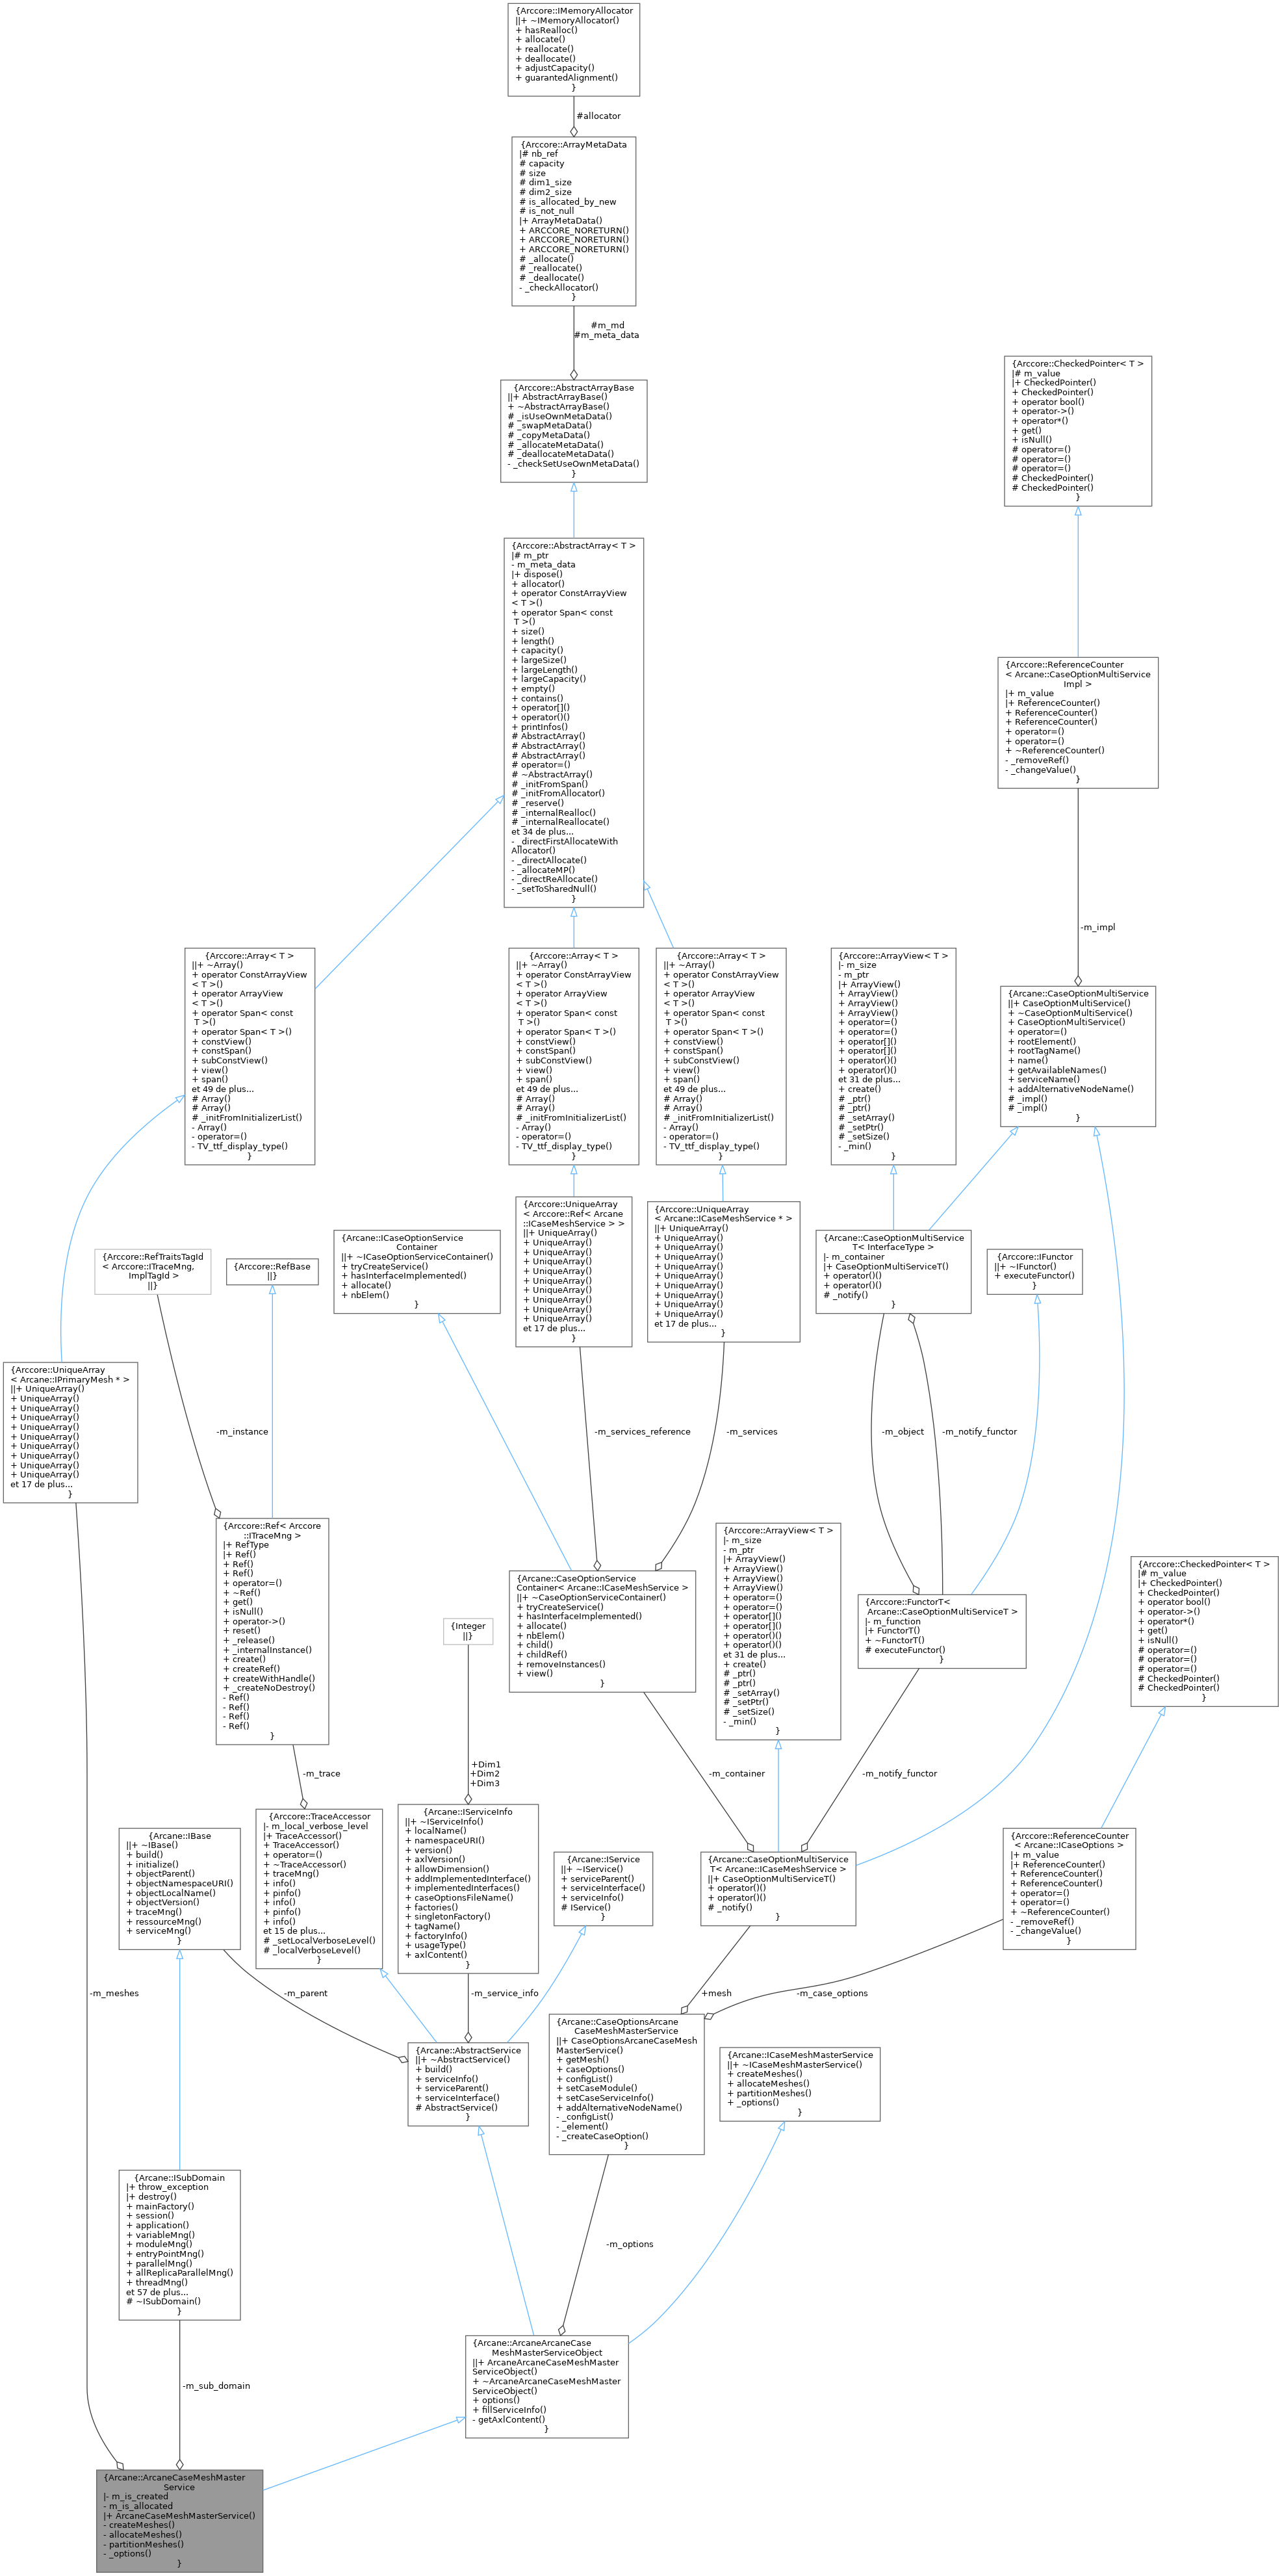 {Arccore::IMemoryAllocator
||+ ~IMemoryAllocator()
+ hasRealloc()
+ allocate()
+ reallocate()
+ deallocate()
+ adjustCapacity()
+ guarantedAlignment()
}
#allocator
{Arccore::ArrayMetaData
|# nb_ref
# capacity
# size
# dim1_size
# dim2_size
# is_allocated_by_new
# is_not_null
|+ ArrayMetaData()
+ ARCCORE_NORETURN()
+ ARCCORE_NORETURN()
+ ARCCORE_NORETURN()
# _allocate()
# _reallocate()
# _deallocate()
- _checkAllocator()
}
#m_md
#m_meta_data
{Arccore::AbstractArrayBase
||+ AbstractArrayBase()
+ ~AbstractArrayBase()
# _isUseOwnMetaData()
# _swapMetaData()
# _copyMetaData()
# _allocateMetaData()
# _deallocateMetaData()
- _checkSetUseOwnMetaData()
}
{Arccore::CheckedPointer< T >
|# m_value
|+ CheckedPointer()
+ CheckedPointer()
+ operator bool()
+ operator->()
+ operator*()
+ get()
+ isNull()
# operator=()
# operator=()
# operator=()
# CheckedPointer()
# CheckedPointer()
}
{Arccore::AbstractArray< T >
|# m_ptr
- m_meta_data
|+ dispose()
+ allocator()
+ operator ConstArrayView
< T >()
+ operator Span< const
T >()
+ size()
+ length()
+ capacity()
+ largeSize()
+ largeLength()
+ largeCapacity()
+ empty()
+ contains()
+ operator[]()
+ operator()()
+ printInfos()
# AbstractArray()
# AbstractArray()
# AbstractArray()
# operator=()
# ~AbstractArray()
# _initFromSpan()
# _initFromAllocator()
# _reserve()
# _internalRealloc()
# _internalReallocate()
et 34 de plus...
- _directFirstAllocateWith
Allocator()
- _directAllocate()
- _allocateMP()
- _directReAllocate()
- _setToSharedNull()
}
{Arccore::ReferenceCounter
< Arcane::CaseOptionMultiService
Impl >
|+ m_value
|+ ReferenceCounter()
+ ReferenceCounter()
+ ReferenceCounter()
+ operator=()
+ operator=()
+ ~ReferenceCounter()
- _removeRef()
- _changeValue()
}
-m_impl
{Arccore::Array< T >
||+ ~Array()
+ operator ConstArrayView
< T >()
+ operator ArrayView
< T >()
+ operator Span< const
T >()
+ operator Span< T >()
+ constView()
+ constSpan()
+ subConstView()
+ view()
+ span()
et 49 de plus...
# Array()
# Array()
# _initFromInitializerList()
- Array()
- operator=()
- TV_ttf_display_type()
}
{Arccore::Array< T >
||+ ~Array()
+ operator ConstArrayView
< T >()
+ operator ArrayView
< T >()
+ operator Span< const
T >()
+ operator Span< T >()
+ constView()
+ constSpan()
+ subConstView()
+ view()
+ span()
et 49 de plus...
# Array()
# Array()
# _initFromInitializerList()
- Array()
- operator=()
- TV_ttf_display_type()
}
{Arccore::Array< T >
||+ ~Array()
+ operator ConstArrayView
< T >()
+ operator ArrayView
< T >()
+ operator Span< const
T >()
+ operator Span< T >()
+ constView()
+ constSpan()
+ subConstView()
+ view()
+ span()
et 49 de plus...
# Array()
# Array()
# _initFromInitializerList()
- Array()
- operator=()
- TV_ttf_display_type()
}
{Arccore::ArrayView< T >
|- m_size
- m_ptr
|+ ArrayView()
+ ArrayView()
+ ArrayView()
+ ArrayView()
+ operator=()
+ operator=()
+ operator[]()
+ operator[]()
+ operator()()
+ operator()()
et 31 de plus...
+ create()
# _ptr()
# _ptr()
# _setArray()
# _setPtr()
# _setSize()
- _min()
}
{Arcane::CaseOptionMultiService
||+ CaseOptionMultiService()
+ ~CaseOptionMultiService()
+ CaseOptionMultiService()
+ operator=()
+ rootElement()
+ rootTagName()
+ name()
+ getAvailableNames()
+ serviceName()
+ addAlternativeNodeName()
# _impl()
# _impl()
}
{Arccore::RefTraitsTagId
< Arccore::ITraceMng,
ImplTagId >
||}
{Arccore::RefBase
||}
{Arcane::ICaseOptionService
Container
||+ ~ICaseOptionServiceContainer()
+ tryCreateService()
+ hasInterfaceImplemented()
+ allocate()
+ nbElem()
}
{Arccore::UniqueArray
< Arccore::Ref< Arcane
::ICaseMeshService > >
||+ UniqueArray()
+ UniqueArray()
+ UniqueArray()
+ UniqueArray()
+ UniqueArray()
+ UniqueArray()
+ UniqueArray()
+ UniqueArray()
+ UniqueArray()
+ UniqueArray()
et 17 de plus...
}
{Arccore::UniqueArray
< Arcane::ICaseMeshService * >
||+ UniqueArray()
+ UniqueArray()
+ UniqueArray()
+ UniqueArray()
+ UniqueArray()
+ UniqueArray()
+ UniqueArray()
+ UniqueArray()
+ UniqueArray()
+ UniqueArray()
et 17 de plus...
}
{Arcane::CaseOptionMultiService
T< InterfaceType >
|- m_container
|+ CaseOptionMultiServiceT()
+ operator()()
+ operator()()
# _notify()
}
{Arccore::IFunctor
||+ ~IFunctor()
+ executeFunctor()
}
{Arccore::UniqueArray
< Arcane::IPrimaryMesh * >
||+ UniqueArray()
+ UniqueArray()
+ UniqueArray()
+ UniqueArray()
+ UniqueArray()
+ UniqueArray()
+ UniqueArray()
+ UniqueArray()
+ UniqueArray()
+ UniqueArray()
et 17 de plus...
}
-m_instance
-m_services_reference
-m_services
-m_object
-m_notify_functor
{Arccore::Ref< Arccore
::ITraceMng >
|+ RefType
|+ Ref()
+ Ref()
+ Ref()
+ operator=()
+ ~Ref()
+ get()
+ isNull()
+ operator->()
+ reset()
+ _release()
+ _internalInstance()
+ create()
+ createRef()
+ createWithHandle()
+ _createNoDestroy()
- Ref()
- Ref()
- Ref()
- Ref()
}
{Arcane::CaseOptionService
Container< Arcane::ICaseMeshService >
||+ ~CaseOptionServiceContainer()
+ tryCreateService()
+ hasInterfaceImplemented()
+ allocate()
+ nbElem()
+ child()
+ childRef()
+ removeInstances()
+ view()
}
{Arccore::ArrayView< T >
|- m_size
- m_ptr
|+ ArrayView()
+ ArrayView()
+ ArrayView()
+ ArrayView()
+ operator=()
+ operator=()
+ operator[]()
+ operator[]()
+ operator()()
+ operator()()
et 31 de plus...
+ create()
# _ptr()
# _ptr()
# _setArray()
# _setPtr()
# _setSize()
- _min()
}
{Arccore::FunctorT<
Arcane::CaseOptionMultiServiceT >
|- m_function
|+ FunctorT()
+ ~FunctorT()
# executeFunctor()
}
{Arccore::CheckedPointer< T >
|# m_value
|+ CheckedPointer()
+ CheckedPointer()
+ operator bool()
+ operator->()
+ operator*()
+ get()
+ isNull()
# operator=()
# operator=()
# operator=()
# CheckedPointer()
# CheckedPointer()
}
{Integer
||}
-m_trace
+Dim1
+Dim2
+Dim3
-m_container
-m_notify_functor
{Arcane::IBase
||+ ~IBase()
+ build()
+ initialize()
+ objectParent()
+ objectNamespaceURI()
+ objectLocalName()
+ objectVersion()
+ traceMng()
+ ressourceMng()
+ serviceMng()
}
{Arccore::TraceAccessor
|- m_local_verbose_level
|+ TraceAccessor()
+ TraceAccessor()
+ operator=()
+ ~TraceAccessor()
+ traceMng()
+ info()
+ pinfo()
+ info()
+ pinfo()
+ info()
et 15 de plus...
# _setLocalVerboseLevel()
# _localVerboseLevel()
}
{Arcane::IServiceInfo
||+ ~IServiceInfo()
+ localName()
+ namespaceURI()
+ version()
+ axlVersion()
+ allowDimension()
+ addImplementedInterface()
+ implementedInterfaces()
+ caseOptionsFileName()
+ factories()
+ singletonFactory()
+ tagName()
+ factoryInfo()
+ usageType()
+ axlContent()
}
{Arcane::IService
||+ ~IService()
+ serviceParent()
+ serviceInterface()
+ serviceInfo()
# IService()
}
{Arcane::CaseOptionMultiService
T< Arcane::ICaseMeshService >
||+ CaseOptionMultiServiceT()
+ operator()()
+ operator()()
# _notify()
}
{Arccore::ReferenceCounter
< Arcane::ICaseOptions >
|+ m_value
|+ ReferenceCounter()
+ ReferenceCounter()
+ ReferenceCounter()
+ operator=()
+ operator=()
+ ~ReferenceCounter()
- _removeRef()
- _changeValue()
}
-m_meshes
-m_parent
-m_service_info
+mesh
-m_case_options
{Arcane::AbstractService
||+ ~AbstractService()
+ build()
+ serviceInfo()
+ serviceParent()
+ serviceInterface()
# AbstractService()
}
{Arcane::CaseOptionsArcane
CaseMeshMasterService
||+ CaseOptionsArcaneCaseMesh
MasterService()
+ getMesh()
+ caseOptions()
+ configList()
+ setCaseModule()
+ setCaseServiceInfo()
+ addAlternativeNodeName()
- _configList()
- _element()
- _createCaseOption()
}
{Arcane::ICaseMeshMasterService
||+ ~ICaseMeshMasterService()
+ createMeshes()
+ allocateMeshes()
+ partitionMeshes()
+ _options()
}
{Arcane::ISubDomain
|+ throw_exception
|+ destroy()
+ mainFactory()
+ session()
+ application()
+ variableMng()
+ moduleMng()
+ entryPointMng()
+ parallelMng()
+ allReplicaParallelMng()
+ threadMng()
et 57 de plus...
# ~ISubDomain()
}
-m_options
-m_sub_domain
{Arcane::ArcaneArcaneCase
MeshMasterServiceObject
||+ ArcaneArcaneCaseMeshMaster
ServiceObject()
+ ~ArcaneArcaneCaseMeshMaster
ServiceObject()
+ options()
+ fillServiceInfo()
- getAxlContent()
}
{Arcane::ArcaneCaseMeshMaster
Service
|- m_is_created
- m_is_allocated
|+ ArcaneCaseMeshMasterService()
- createMeshes()
- allocateMeshes()
- partitionMeshes()
- _options()
}